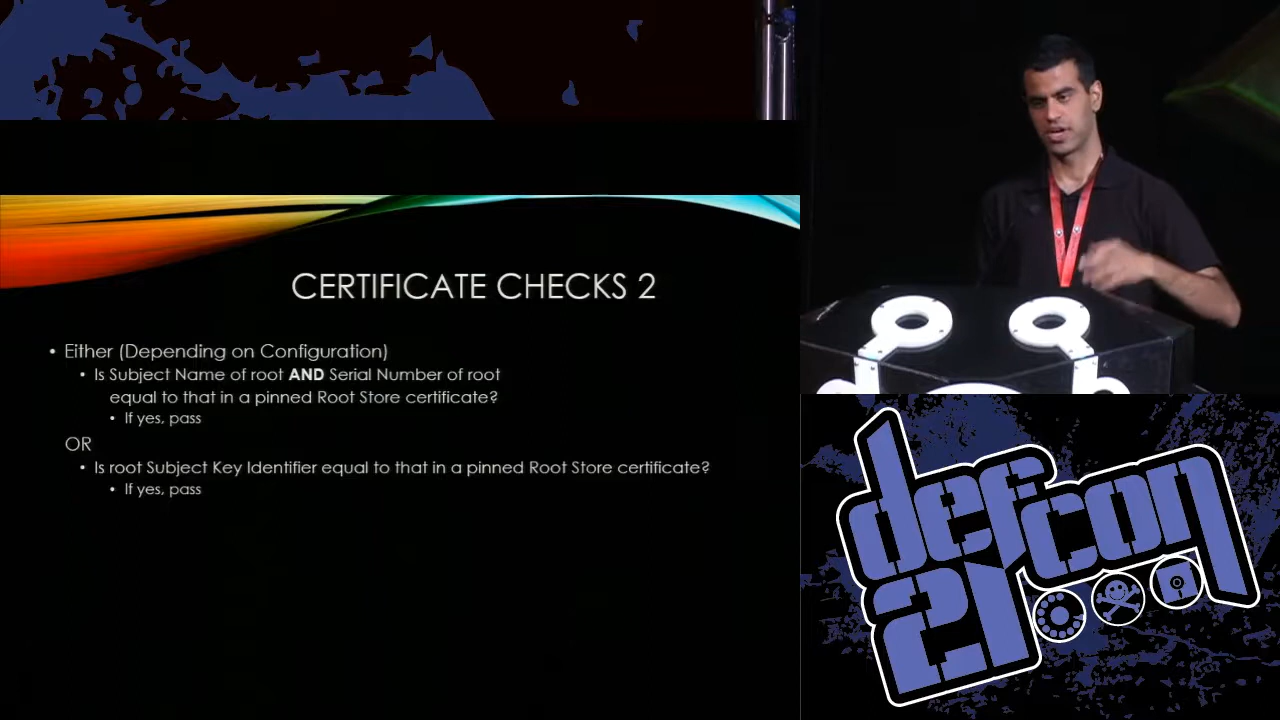 CERTIFICATE CHECKS 2
• Either (Depending on Configuration)
• Is Subject Name of root AND Serial Number of root
equal to that in a pinned Root Store certificate?
• If yes, pass
OR
• Is root Subject Key Identifier equal to that in a pinned Root Store certificate?
• If yes, pass
defcon
21